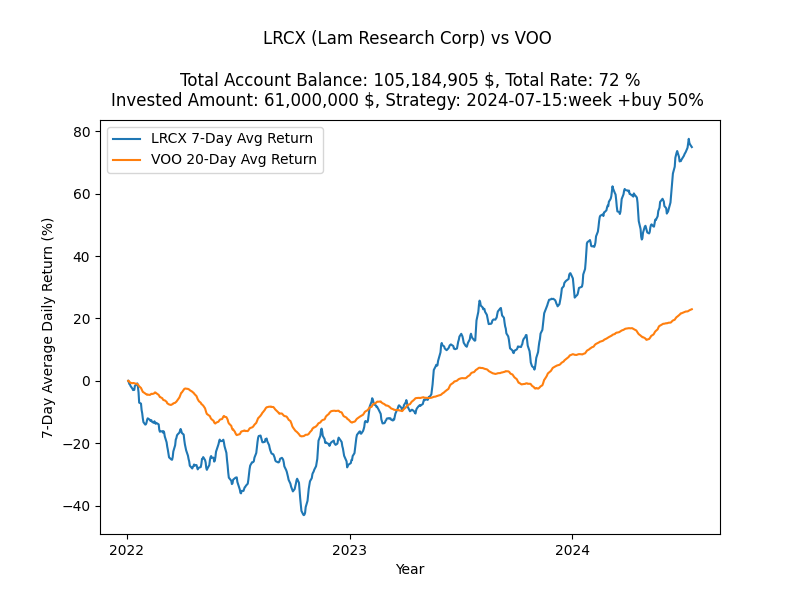 LRCX (Lam Research Corp) vs VOO
Total Account Balance: 105,184,905 $, Total Rate: 72 %
Invested Amount: 61,000,000 $, Strategy: 2024-07-15:week +buy 50%
LRCX 7-Day Avg Return
VOO 20-Day Avg Return
7-Day Average Daily Return (%)
80
60
40
20
0
−20
−40
2022
2023
2024
Year